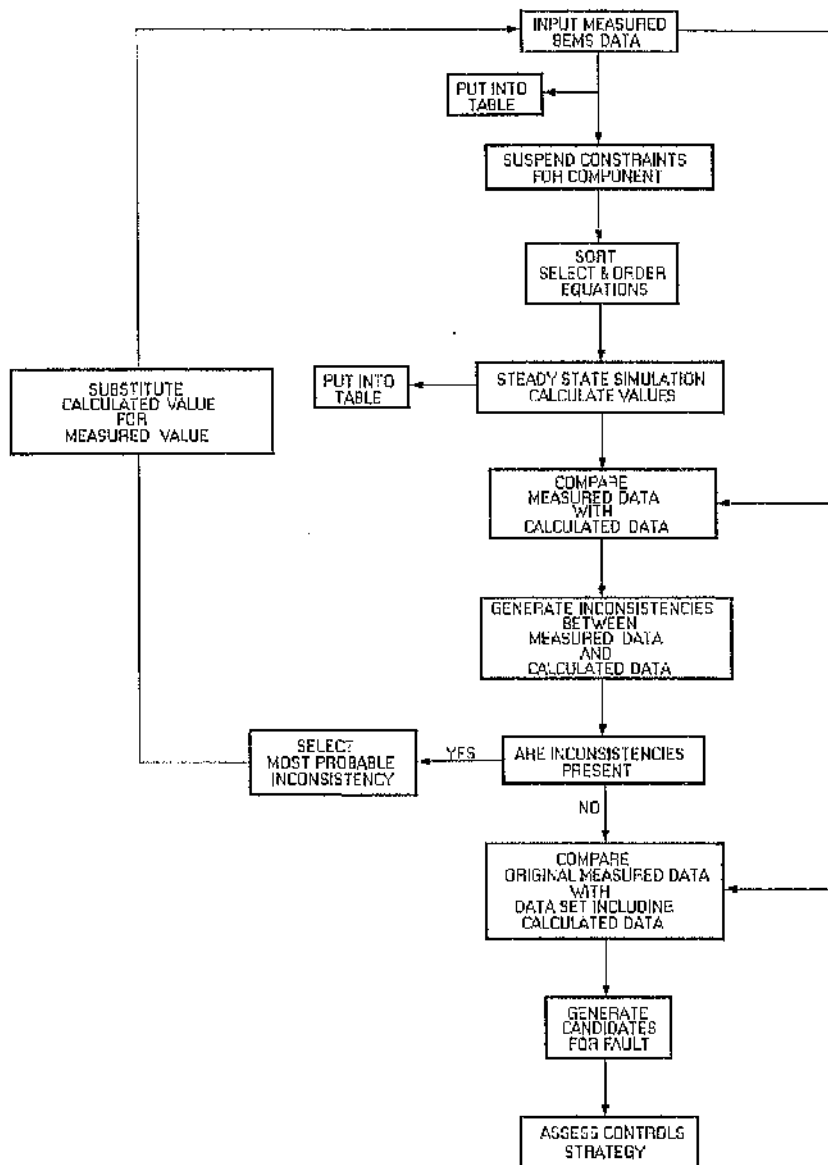 INPUT MEASURED
BEMS DATA
PUT INTO
TABLE
SUSPEND CONSTRAINTS
FOR COMPONENT
SORT
SELECT & ORDER
EQUATIONS
STEADY STATE SIMULATION
CALCULATE VALUES
PUT INTO
TABLE
SUBSTITUTE
CALCULATED VALUE
FOR
MEASURED VALUE
COMPARE
MEASURED DATA
WITH
CALCULATED DATA
GENERATE INCONSISTENCIES
BETWEEN
MEASURED DATA
AND
CALCULATED DATA
ARE INCONSISTENCIES
PRESENT
YES
SELECT
MOST PROBABLE
INCONSISTENCY
NO
COMPARE
ORIGINAL MEASURED DATA
WITH
DATA SET INCLUDING
CALCULATED DATA
GENERATE
CANDIDATES
FOR FAULT
ASSESS CONTROLS
STRATEGY